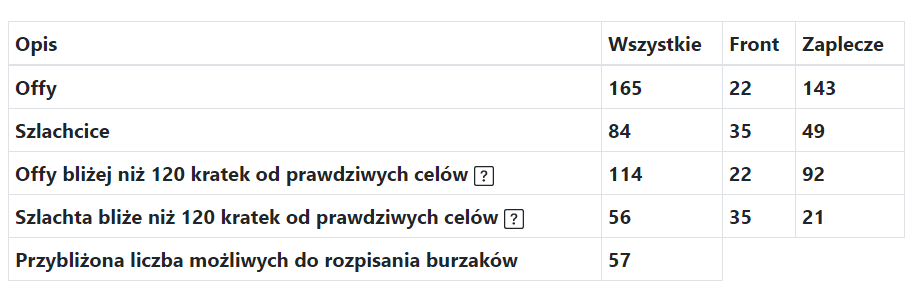 Opis Wszystkie Front Zaplecze
Offy 165 22 143
Szlachcice 84 35 49
Offy bliżej niż 120 kratek od prawdziwych celów ? 114 22 92
Szlachta bliże niż 120 kratek od prawdziwych celów ? 56 35 21
Przybliżona liczba możliwych do rozpisania burzaków 57